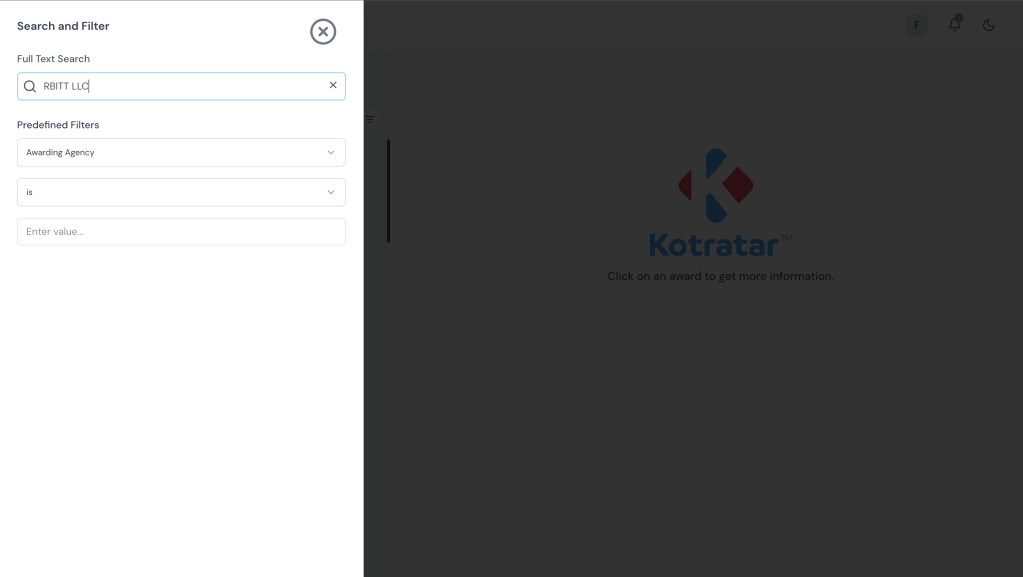 Search and Filter
Full Text Search
RBITT LLC
Predefined Filters
Awarding Agency
is
Enter value...
F
Kotratar™
Click on an award to get more information.